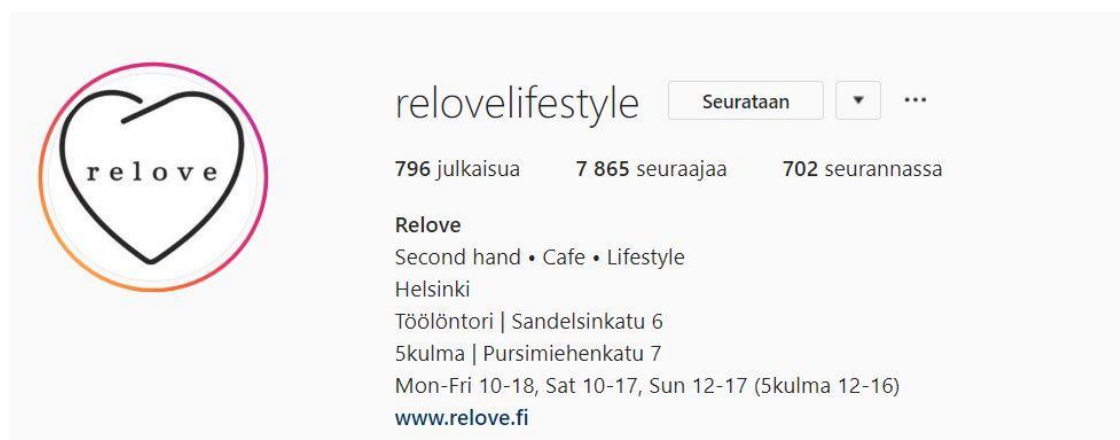 relove
relovelifestyle Seurataan
796 julkaisua 7 865 seuraajaa 702 seurannassa
Relove
Second hand • Cafe • Lifestyle
Helsinki
Töölöntori | Sandelsinkatu 6
5kulma | Pursimiehenkatu 7
Mon-Fri 10-18, Sat 10-17, Sun 12-17 (5kulma 12-16)
www.relove.fi